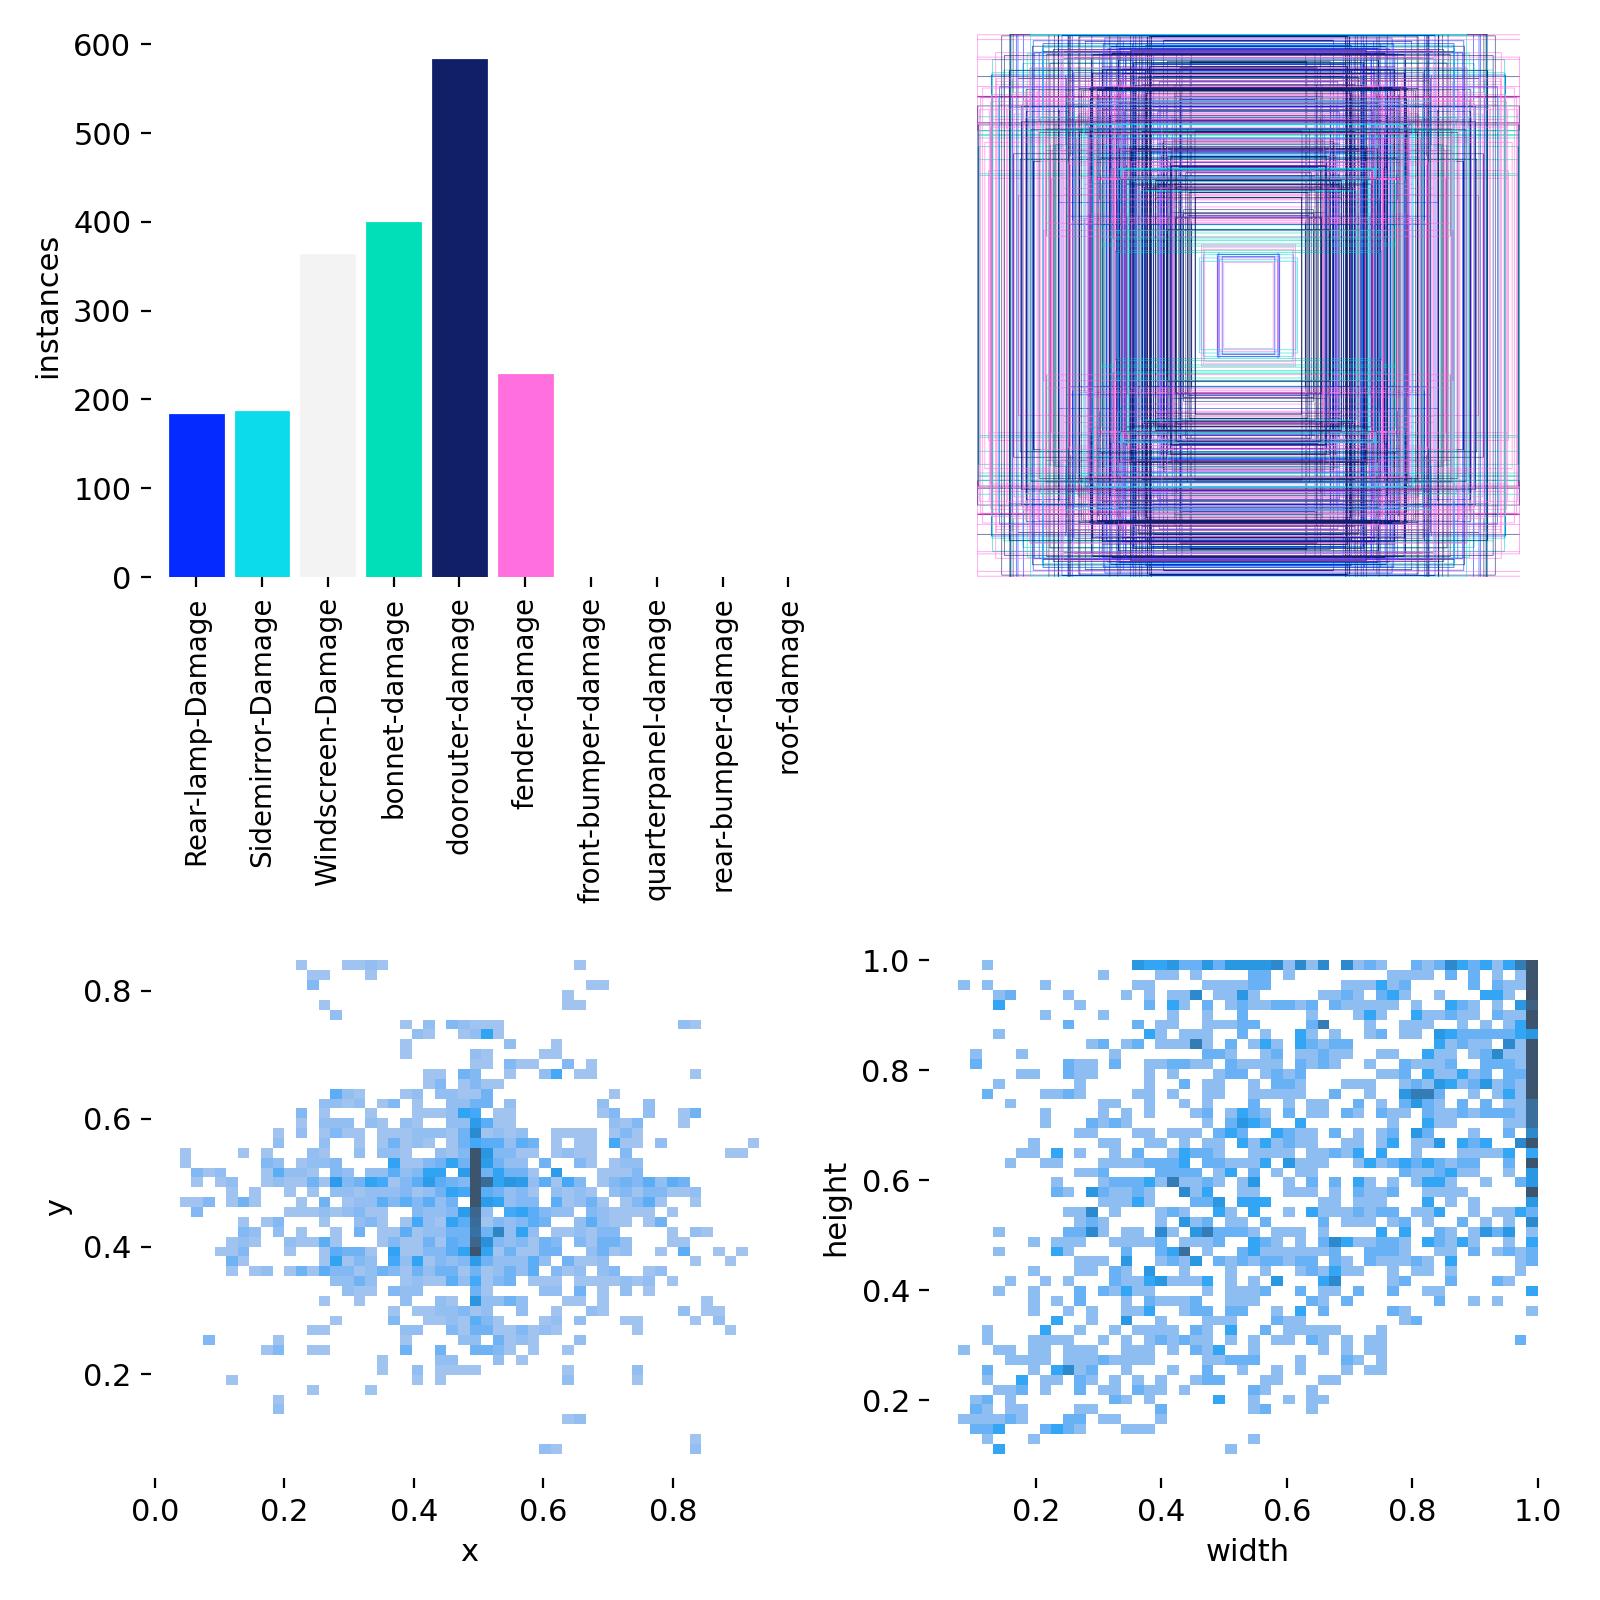 600
500
400
300
200
100
0
instances
Rear-lamp-Damage
Sidemirror-Damage
Windscreen-Damage
bonnet-damage
doorouter-damage
fender-damage
front-bumper-damage
quarterpanel-damage
rear-bumper-damage
roof-damage
0.8
0.6
0.4
0.2
y
0.0 0.2 0.4 0.6 0.8
x
1.0
0.8
0.6
0.4
0.2
height
0.2 0.4 0.6 0.8 1.0
width